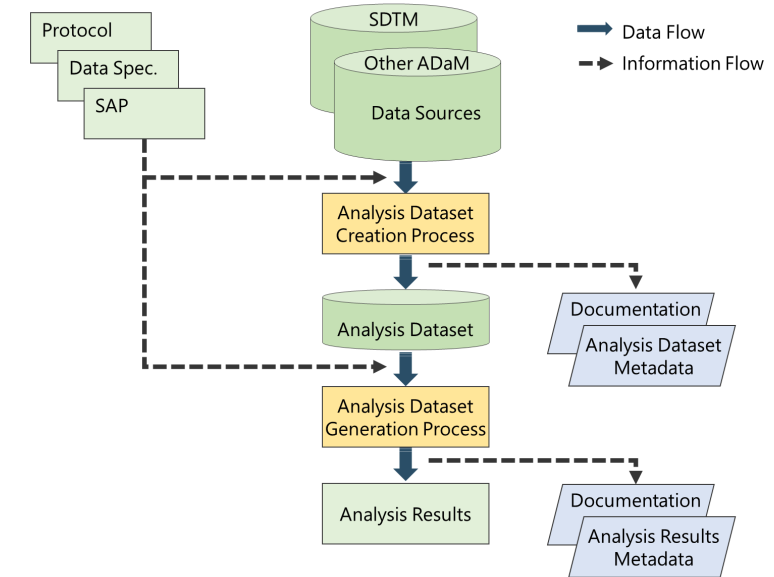 Protocol
Data Spec.
SAP
SDTM
Other ADaM
Data Sources
Data Flow
Information Flow
Analysis Dataset
Creation Process
Documentation
Analysis Dataset
Metadata
Analysis Dataset
Analysis Dataset
Generation Process
Documentation
Analysis Results
Metadata
Analysis Results